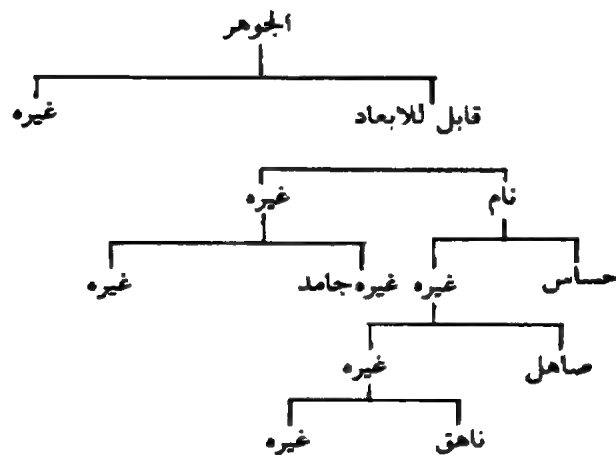 الجوهر
قابل للابعاد غيره
نام غيره
حساس غيره غيره جامد غيره
صاهل غيره
ناهق غيره